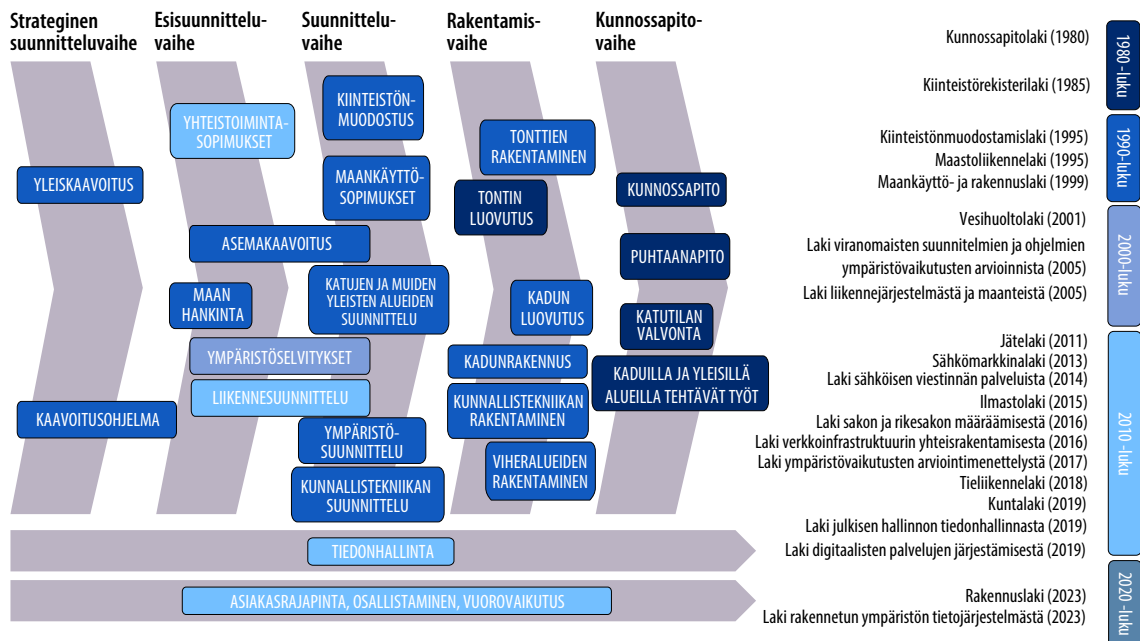 Strateginen
suunnitteluvaihe
Esisuunnittelu-
vaihe
Suunnittelu-
vaihe
Rakentamis-
vaihe
Kunnossapito-
vaihe
YLEISKAAVOITUS
KAAVOITUSOHJELMA
YHTEISTOIMINTA-
SOPIMUKSET
ASEMAKAAVOITUS
MAAN
HANKINTA
YMPÄRISTÖSELVITYKSET
LIIKENNESUUNNITTELU
KIINTEISTÖN-
MUODOSTUS
MAANKÄYTTÖ-
SOPIMUKSET
KATUJEN JA MUIDEN
YLEISTEN ALUEIDEN
SUUNNITTELU
YMPÄRISTÖ-
SUUNNITTELU
KUNNALLISTEKNIIKAN
SUUNNITTELU
TONTTIEN
RAKENTAMINEN
TONTIN
LUOVUTUS
KADUN
LUOVUTUS
KADUNRAKENNUS
KUNNALLISTEKNIIKAN
RAKENTAMINEN
VIHERALUEIDEN
RAKENTAMINEN
KUNNOSSAPITO
PUHTAANAPITO
KATUTILAN
VALVONTA
KADUILLA JA YLEISILLÄ
ALUEILLA TEHTÄVÄT TYÖT
TIEDONHALLINTA
ASIAKASRAJAPINTA, OSALLISTAMINEN, VUOROVAIKUTUS
Kunnossapitolaki (1980)
Kiinteistörekisterilaki (1985)
1980 -luku
Kiinteistönmuodostamislaki (1995)
Maastoliikennelaki (1995)
Maankäyttö- ja rakennuslaki (1999)
1990-luku
Vesihuoltolaki (2001)
Laki viranomaisten suunnitelmien ja ohjelmien
ympäristövaikutusten arvioinnista (2005)
Laki liikennejärjestelmästä ja maanteistä (2005)
2000-luku
Jätelaki (2011)
Sähkömarkkinalaki (2013)
Laki sähköisen viestinnän palveluista (2014)
Ilmastolaki (2015)
Laki sakon ja rikesakon määräämisestä (2016)
Laki verkkoinfrastruktuurin yhteisrakentamisesta (2016)
Laki ympäristövaikutusten arviointimenettelystä (2017)
Tieliikennelaki (2018)
Kuntalaki (2019)
Laki julkisen hallinnon tiedonhallinnasta (2019)
Laki digitaalisten palvelujen järjestämisestä (2019)
2010 -luku
Rakennuslaki (2023)
Laki rakennetun ympäristön tietojärjestelmästä (2023)
2020 -luku